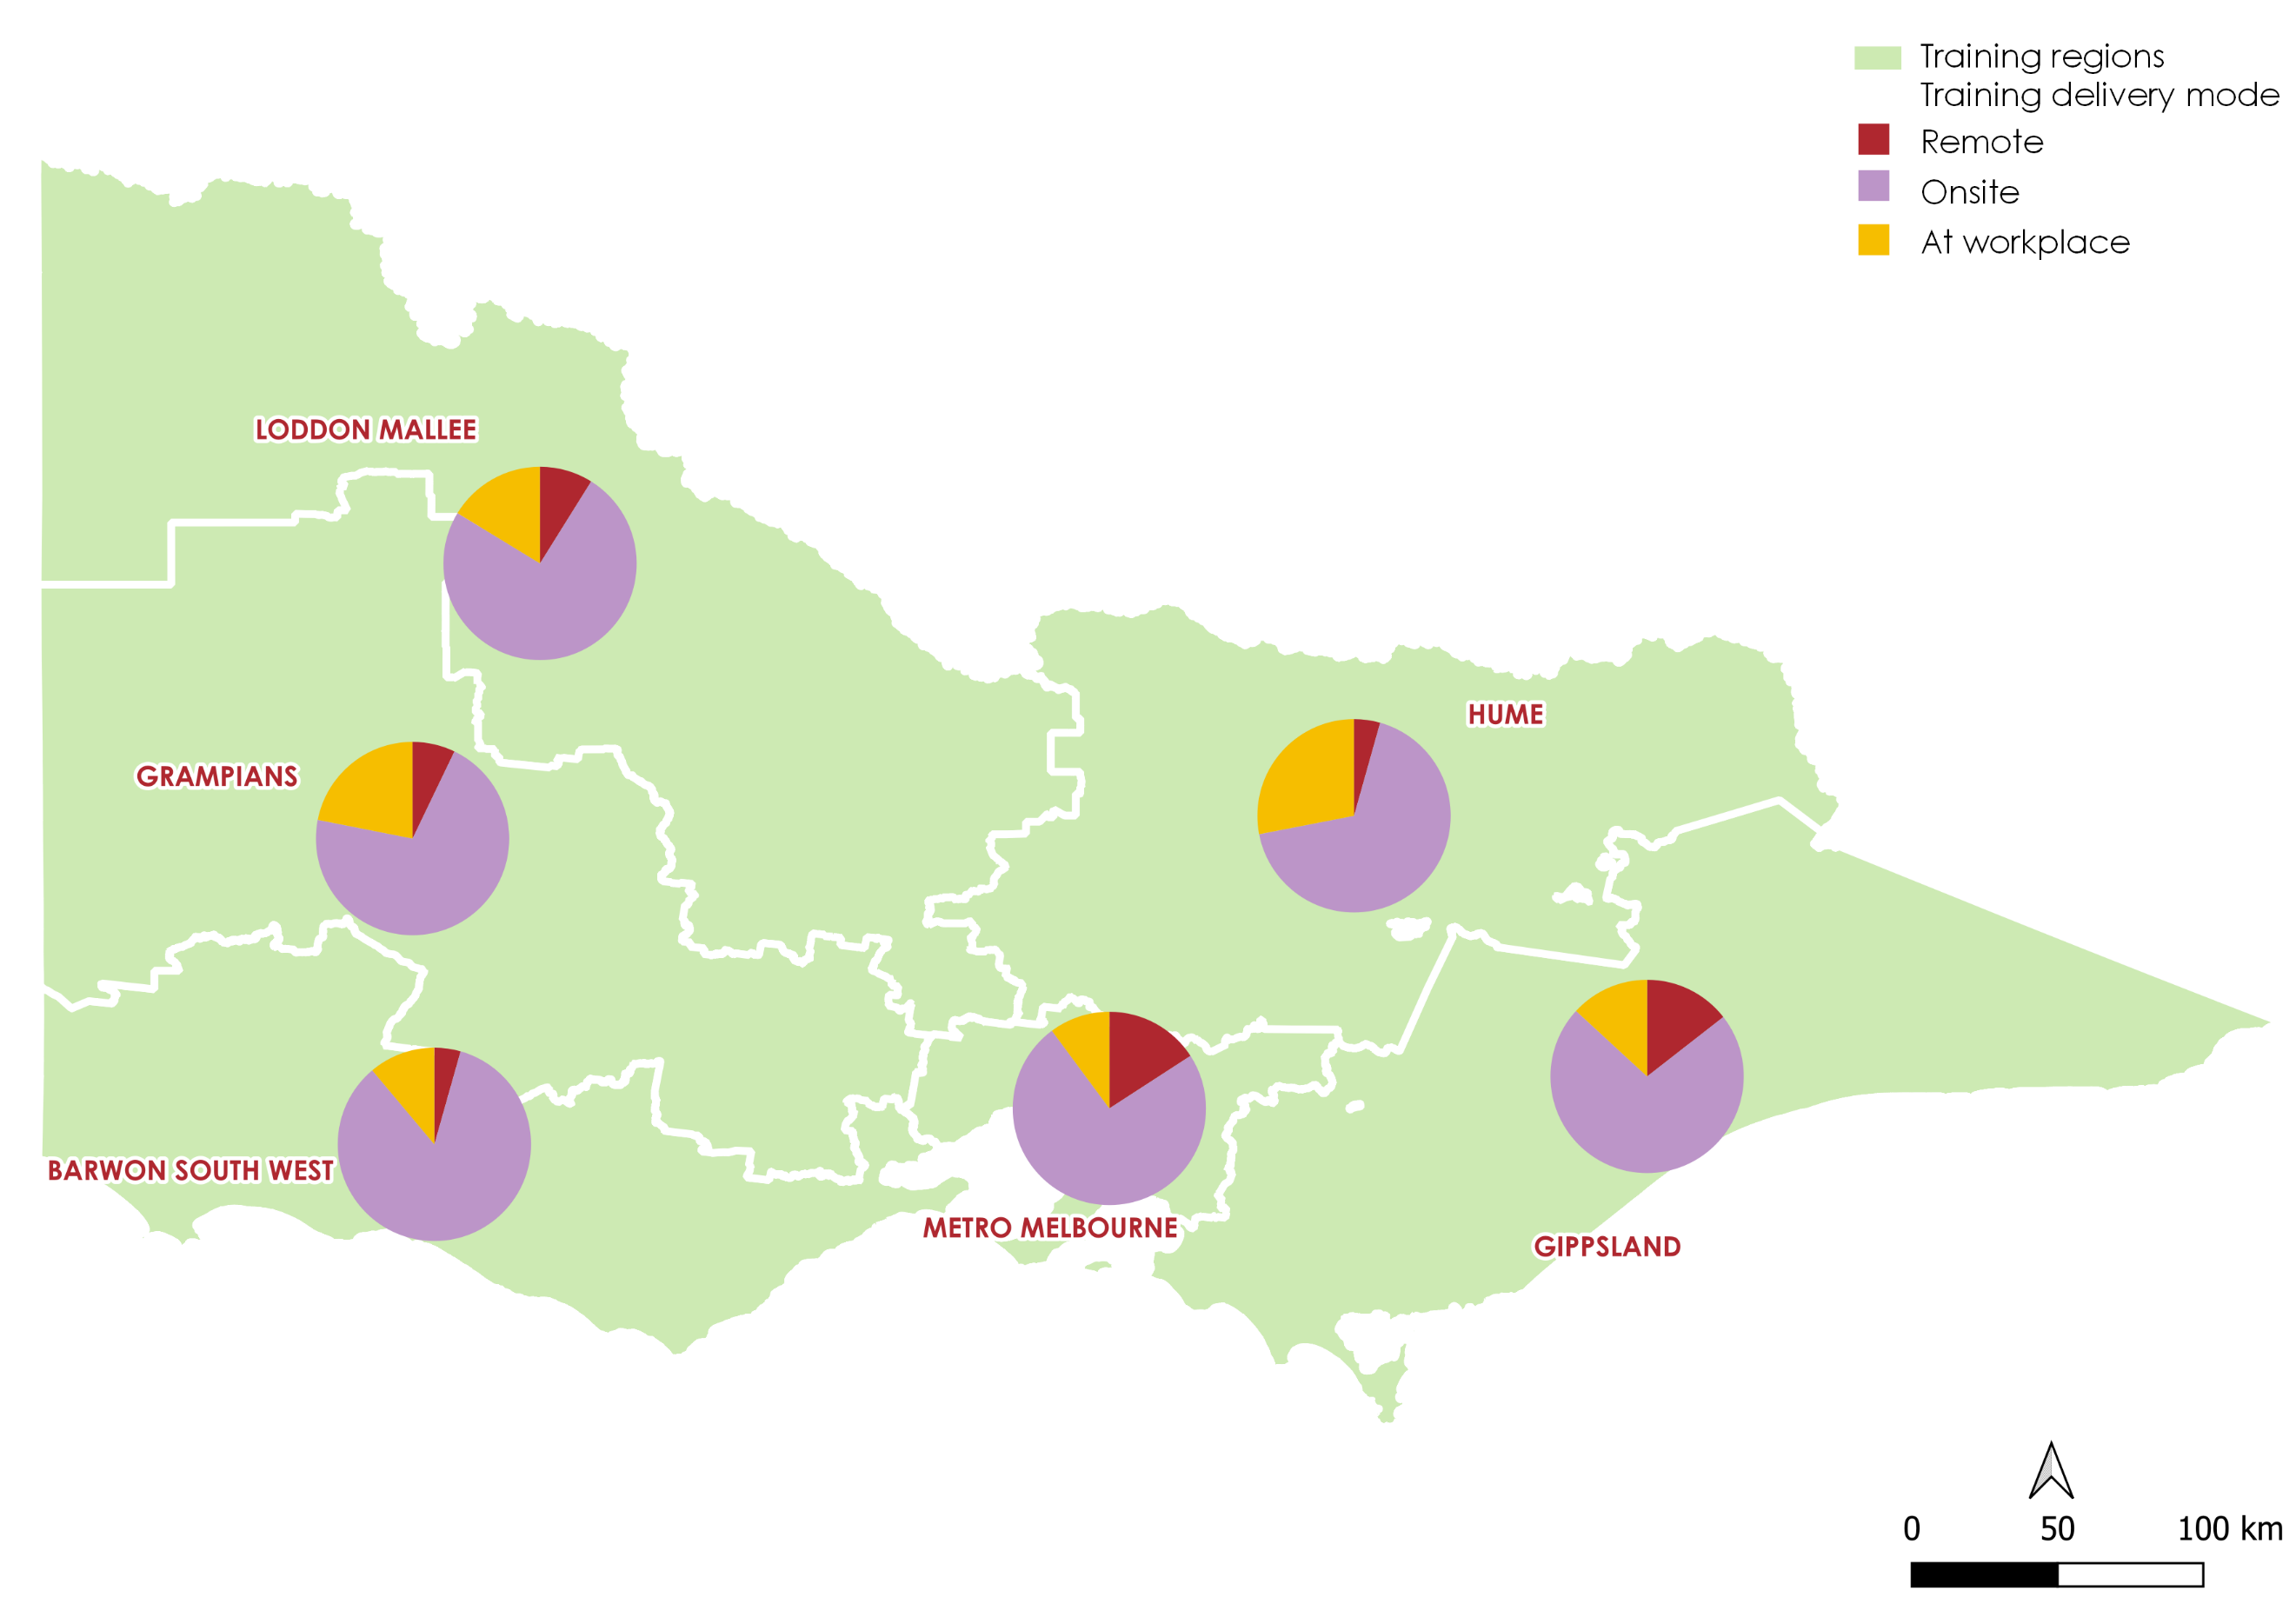 Training regions
Training delivery mode
Remote
Onsite
At workplace
LODDON MALLEE
HUME
GRAMPIANS
BARWON SOUTH WEST
METRO MELBOURNE
GIPPSLAND
0 50 100 km